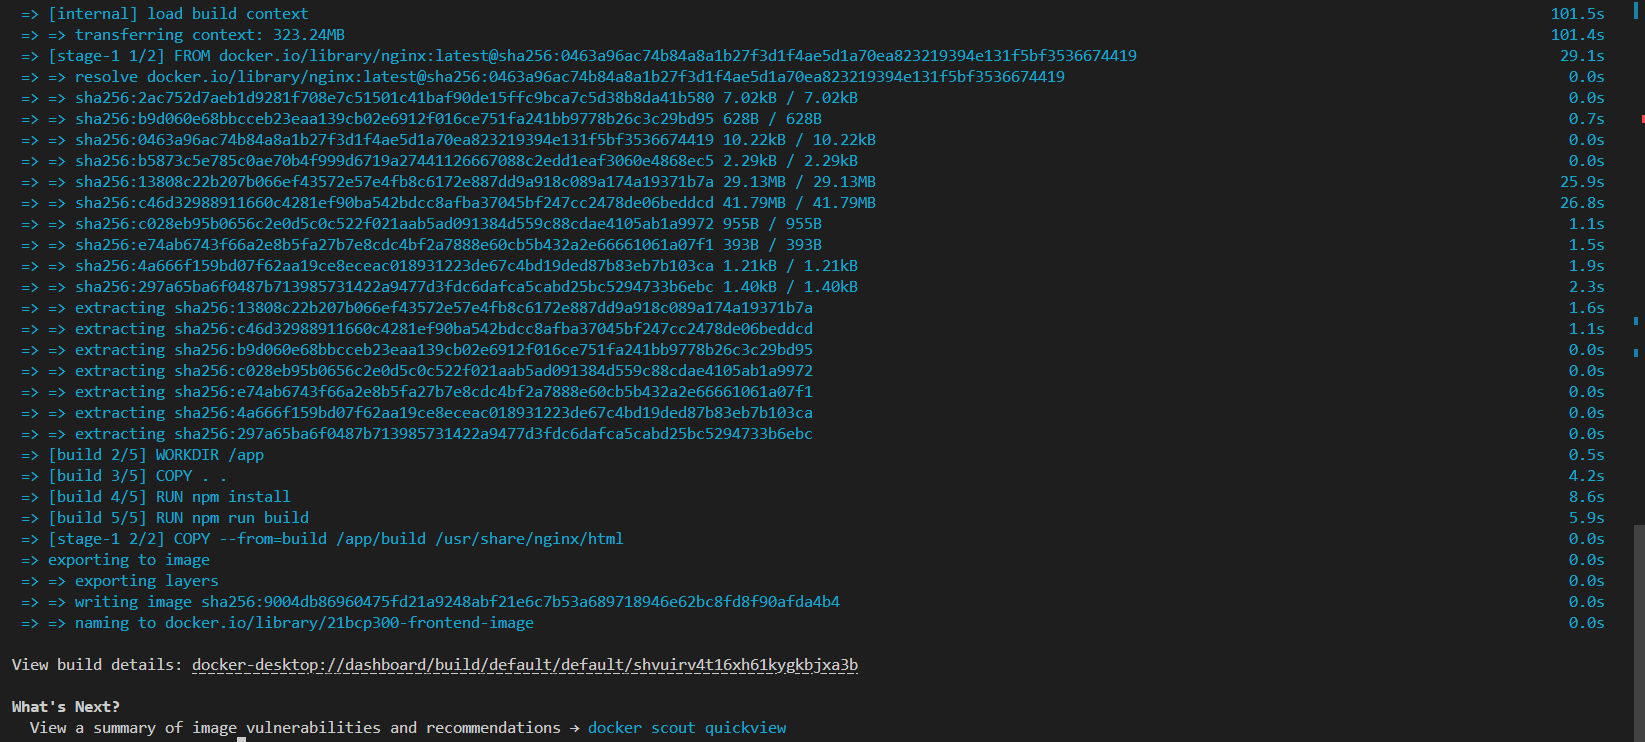 => [internal] load build context 101.5s
=> => transferring context: 323.24MB 101.4s
=> [stage-1 1/2] FROM docker.io/library/nginx:latest@sha256:0463a96ac74b84a8a1b27f3d1f4ae5d1a70ea823219394e131f5bf3536674419 29.1s
=> => resolve docker.io/library/nginx:latest@sha256:0463a96ac74b84a8a1b27f3d1f4ae5d1a70ea823219394e131f5bf3536674419 0.0s
=> => sha256:2ac752d7aeb1d9281f708e7c51501c41baf90de15ffc9bca7c5d38b8da41b580 7.02kB / 7.02kB 0.0s
=> => sha256:b9d060e68bbcceb23eaa139cb02e6912f016ce751fa241bb9778b26c3c29bd95 628B / 628B 0.7s
=> => sha256:0463a96ac74b84a8a1b27f3d1f4ae5d1a70ea823219394e131f5bf3536674419 10.22kB / 10.22kB 0.0s
=> => sha256:b5873c5e785c0ae70b4f999d6719a27441126667088c2edd1eaf3060e4868ec5 2.29kB / 2.29kB 0.0s
=> => sha256:13808c22b207b066ef43572e57e4fb8c6172e887dd9a918c089a174a19371b7a 29.13MB / 29.13MB 25.9s
=> => sha256:c46d32988911660c4281ef90ba542bdcc8afba37045bf247cc2478de06beddcd 41.79MB / 41.79MB 26.8s
=> => sha256:c028eb95b0656c2e0d5c0c522f021aab5ad091384d559c88cdae4105ab1a9972 955B / 955B 1.1s
=> => sha256:e74ab6743f66a2e8b5fa27b7e8cdc4bf2a7888e60cb5b432a2e66661061a07f1 393B / 393B 1.5s
=> => sha256:4a666f159bd07f62aa19ce8eceac018931223de67c4bd19ded87b83eb7b103ca 1.21kB / 1.21kB 1.9s
=> => sha256:297a65ba6f0487b713985731422a9477d3fdc6dafca5cabd25bc5294733b6ebc 1.40kB / 1.40kB 2.3s
=> => extracting sha256:13808c22b207b066ef43572e57e4fb8c6172e887dd9a918c089a174a19371b7a 1.6s
=> => extracting sha256:c46d32988911660c4281ef90ba542bdcc8afba37045bf247cc2478de06beddcd 1.1s
=> => extracting sha256:b9d060e68bbcceb23eaa139cb02e6912f016ce751fa241bb9778b26c3c29bd95 0.0s
=> => extracting sha256:c028eb95b0656c2e0d5c0c522f021aab5ad091384d559c88cdae4105ab1a9972 0.0s
=> => extracting sha256:e74ab6743f66a2e8b5fa27b7e8cdc4bf2a7888e60cb5b432a2e66661061a07f1 0.0s
=> => extracting sha256:4a666f159bd07f62aa19ce8eceac018931223de67c4bd19ded87b83eb7b103ca 0.0s
=> => extracting sha256:297a65ba6f0487b713985731422a9477d3fdc6dafca5cabd25bc5294733b6ebc 0.0s
=> [build 2/5] WORKDIR /app 0.5s
=> [build 3/5] COPY . . 4.2s
=> [build 4/5] RUN npm install 8.6s
=> [build 5/5] RUN npm run build 5.9s
=> [stage-1 2/2] COPY --from=build /app/build /usr/share/nginx/html 0.0s
=> exporting to image 0.0s
=> => exporting layers 0.0s
=> => writing image sha256:9004db86960475fd21a9248abf21e6c7b53a689718946e62bc8fd8f90afda4b4 0.0s
=> => naming to docker.io/library/21bcp300-frontend-image 0.0s
View build details: docker-desktop://dashboard/build/default/default/shvuirv4t16xh61kygkbjxa3b
What's Next?
View a summary of image vulnerabilities and recommendations → docker scout quickview